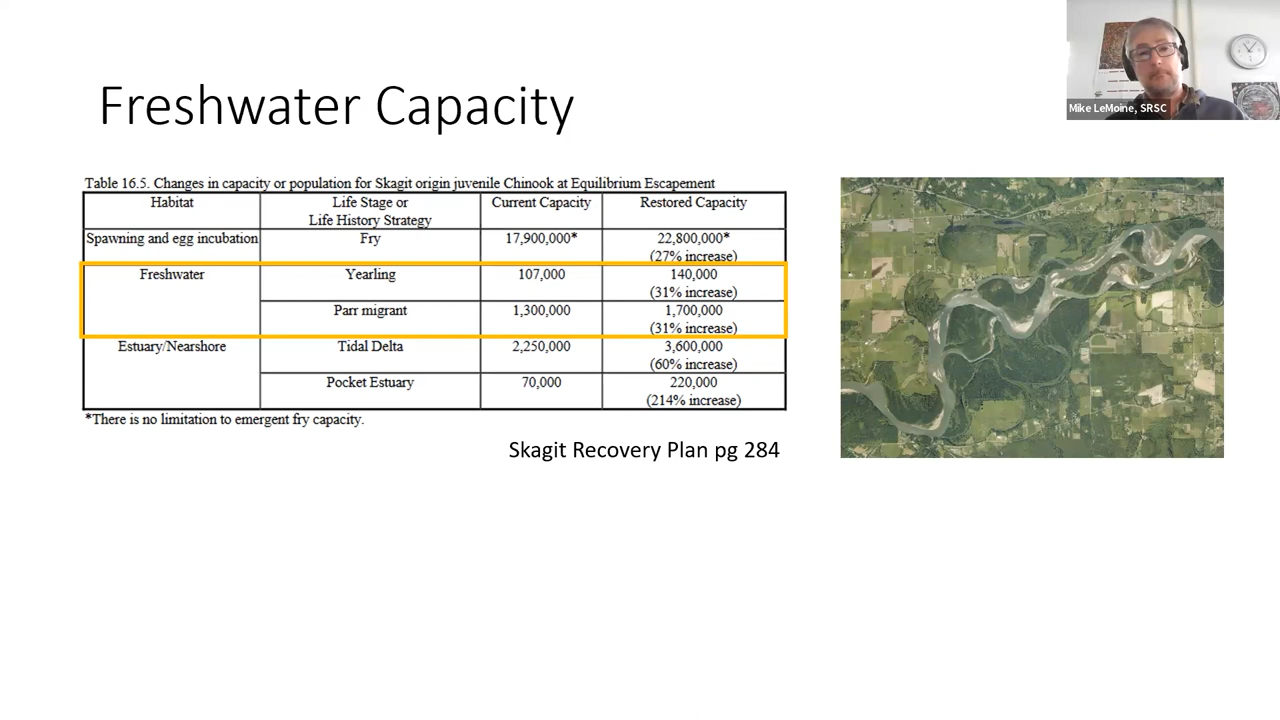 Mike LeMoine, SRSC
Freshwater Capacity
Table 16.5. Changes in capacity or population for Skagit origin juvenile Chinook at Equilibrium Escapement
Habitat
Life Stage or
Life History Strategy
Current Capacity
Restored Capacity
Spawning and egg incubation
Fry
17,900,000*
22,800,000*
(27% increase)
Freshwater
Yearling
107,000
140,000
(31% increase)
Parr migrant
1,300,000
1,700,000
(31% increase)
Estuary/Nearshore
Tidal Delta
2,250,000
3,600,000
(60% increase)
Pocket Estuary
70,000
220,000
(214% increase)
*There is no limitation to emergent fry capacity.
Skagit Recovery Plan pg 284